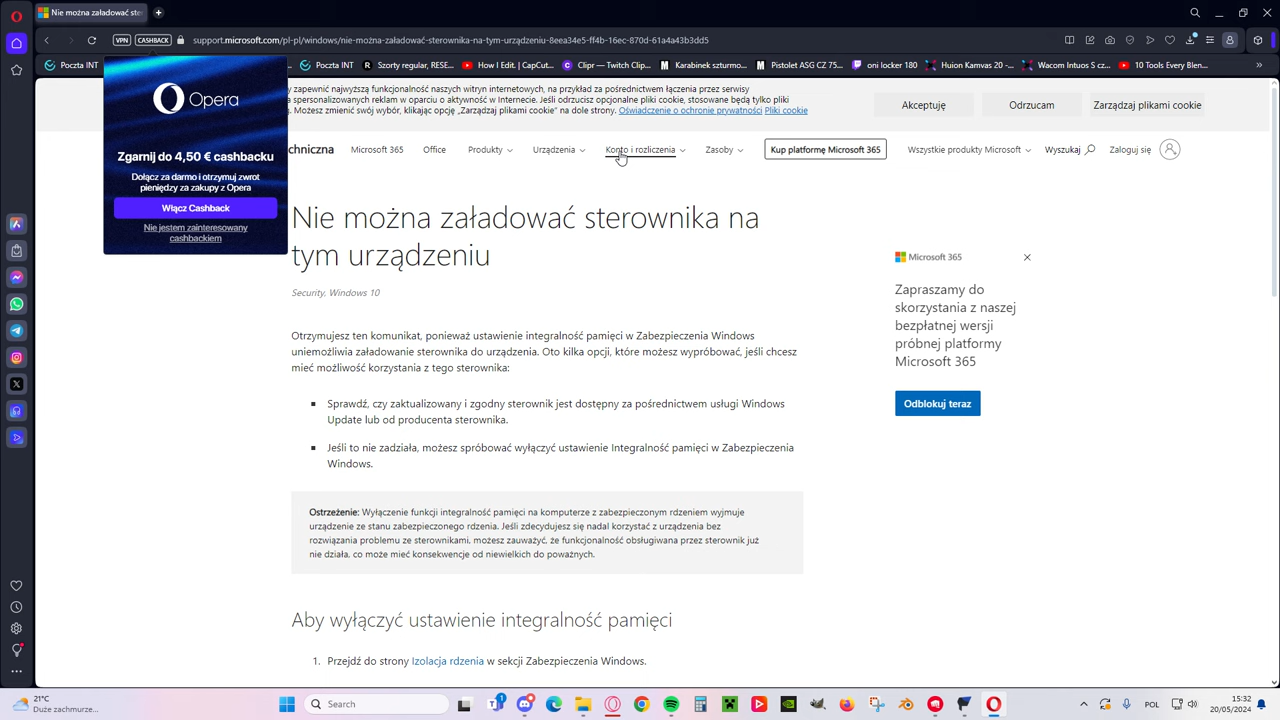 Nie można załadować ste
VPN
CASHBACK
support.microsoft.com/pl-pl/windows/nie-można-załadować-sterownika-na-tym-urządzeniu-8eea34e5-ff4b-16ec-870d-61a4a43b3dd5
Poczta INT
Poczta INT
Szorty regular, RESE...
How I Edit, | CapCut...
Clipr — Twitch Clip...
Karabinek szturmo...
Pistolet ASG CZ 75...
oni locker 180
Huion Kamvas 20 -...
Wacom Intuos S cz...
10 Tools Every Blen...
Opera
Zgarnij do 4,50 € cashbacku
Dołącz za darmo i otrzymuj zwrot
pieniędzy za zakupy z Opera
Włącz Cashback
Nie jestem zainteresowany
cashbackiem
y zapewnić najwyższą funkcjonalność naszych witryn internetowych, na przykład za pośrednictwem łączenia przez serwisy
a spersonalizowanych reklam w oparciu o aktywność w Internecie. Jeśli odrzucisz opcjonalne pliki cookie, stosowane będą tylko pliki
. Możesz zmienić swój wybór, klikając opcję „Zarządzaj plikami cookie” na dole strony. Oświadczenie o ochronie prywatności Pliki cookie
Akceptuję
Odrzucam
Zarządzaj plikami cookie
chniczna
Microsoft 365
Office
Produkty
Urządzenia
Konto i rozliczenia
Zasoby
Kup platformę Microsoft 365
Wszystkie produkty Microsoft
Wyszukaj
Zaloguj się
Nie można załadować sterownika na
tym urządzeniu
Security, Windows 10
Otrzymujesz ten komunikat, ponieważ ustawienie integralność pamięci w Zabezpieczenia Windows
uniemożliwia załadowanie sterownika do urządzenia. Oto kilka opcji, które możesz wypróbować, jeśli chcesz
mieć możliwość korzystania z tego sterownika:
Sprawdź, czy zaktualizowany i zgodny sterownik jest dostępny za pośrednictwem usługi Windows
Update lub od producenta sterownika.
Jeśli to nie zadziała, możesz spróbować wyłączyć ustawienie Integralność pamięci w Zabezpieczenia
Windows.
Ostrzeżenie: Wyłączenie funkcji integralność pamięci na komputerze z zabezpieczonym rdzeniem wyjmuje
urządzenie ze stanu zabezpieczonego rdzenia. Jeśli zdecydujesz się nadal korzystać z urządzenia bez
rozwiązania problemu ze sterownikami, możesz zauważyć, że funkcjonalność obsługiwana przez sterownik już
nie działa, co może mieć konsekwencje od niewielkich do poważnych.
Aby wyłączyć ustawienie integralność pamięci
1. Przejdź do strony Izolacja rdzenia w sekcji Zabezpieczenia Windows.
Microsoft 365
Zapraszamy do
skorzystania z naszej
bezpłatnej wersji
próbnej platformy
Microsoft 365
Odblokuj teraz
21°C
Duże zachmurze...
Search
1
POL
15:32
20/05/2024